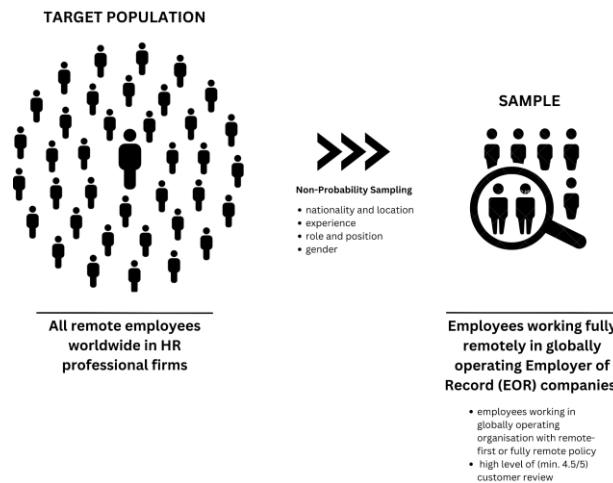 TARGET POPULATION
All remote employees
worldwide in HR
professional firms
Non-Probability Sampling
• nationality and location
• experience
• role and position
• gender
SAMPLE
Employees working fully
remotely in globally
operating Employer of
Record (EOR) companies
• employees working in
globally operating
organisation with remote-
first or fully remote policy
• high level of (min. 4.5/5)
customer review